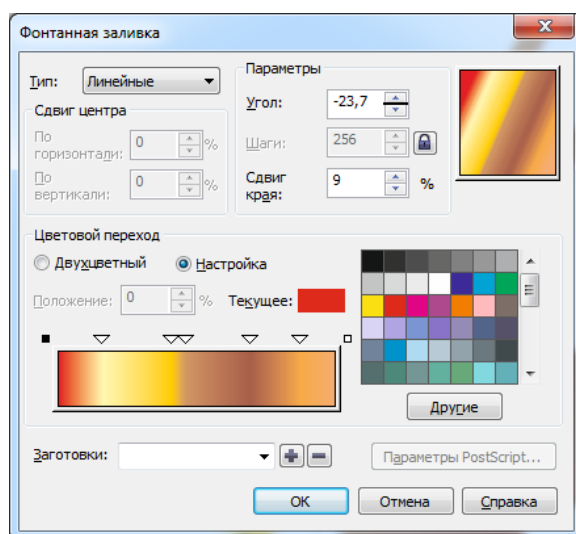 Фонтанная заливка
Тип: Линейные
Сдвиг центра
По горизонтали: 0 %
По вертикали: 0 %
Параметры
Угол: -23,7
Шаги: 256
Сдвиг края: 9 %
Цветовой переход
Двухцветный Настройка
Положение: 0 % Текущее:
Другие
Заготовки:
Параметры PostScript...
OK Отмена Справка